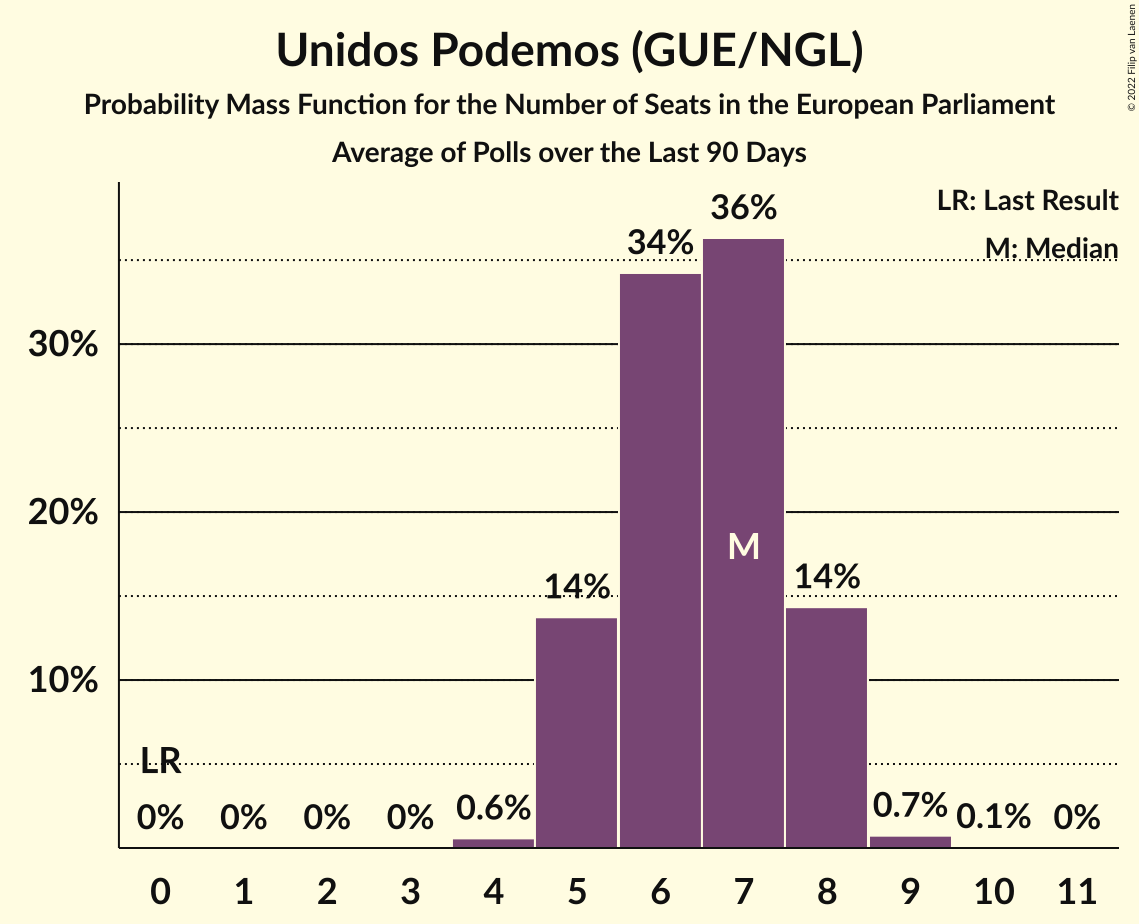 Unidos Podemos (GUE/NGL)
Probability Mass Function for the Number of Seats in the European Parliament
Average of Polls over the Last 90 Days
© 2022 Filip van Laenen
LR: Last Result
M: Median
36%
34%
30%
20%
M
14%
14%
10%
LR
0%
0%
0%
0%
0.6%
0.7%
0.1%
0%
0 1 2 3 4 5 6 7 8 9 10 11